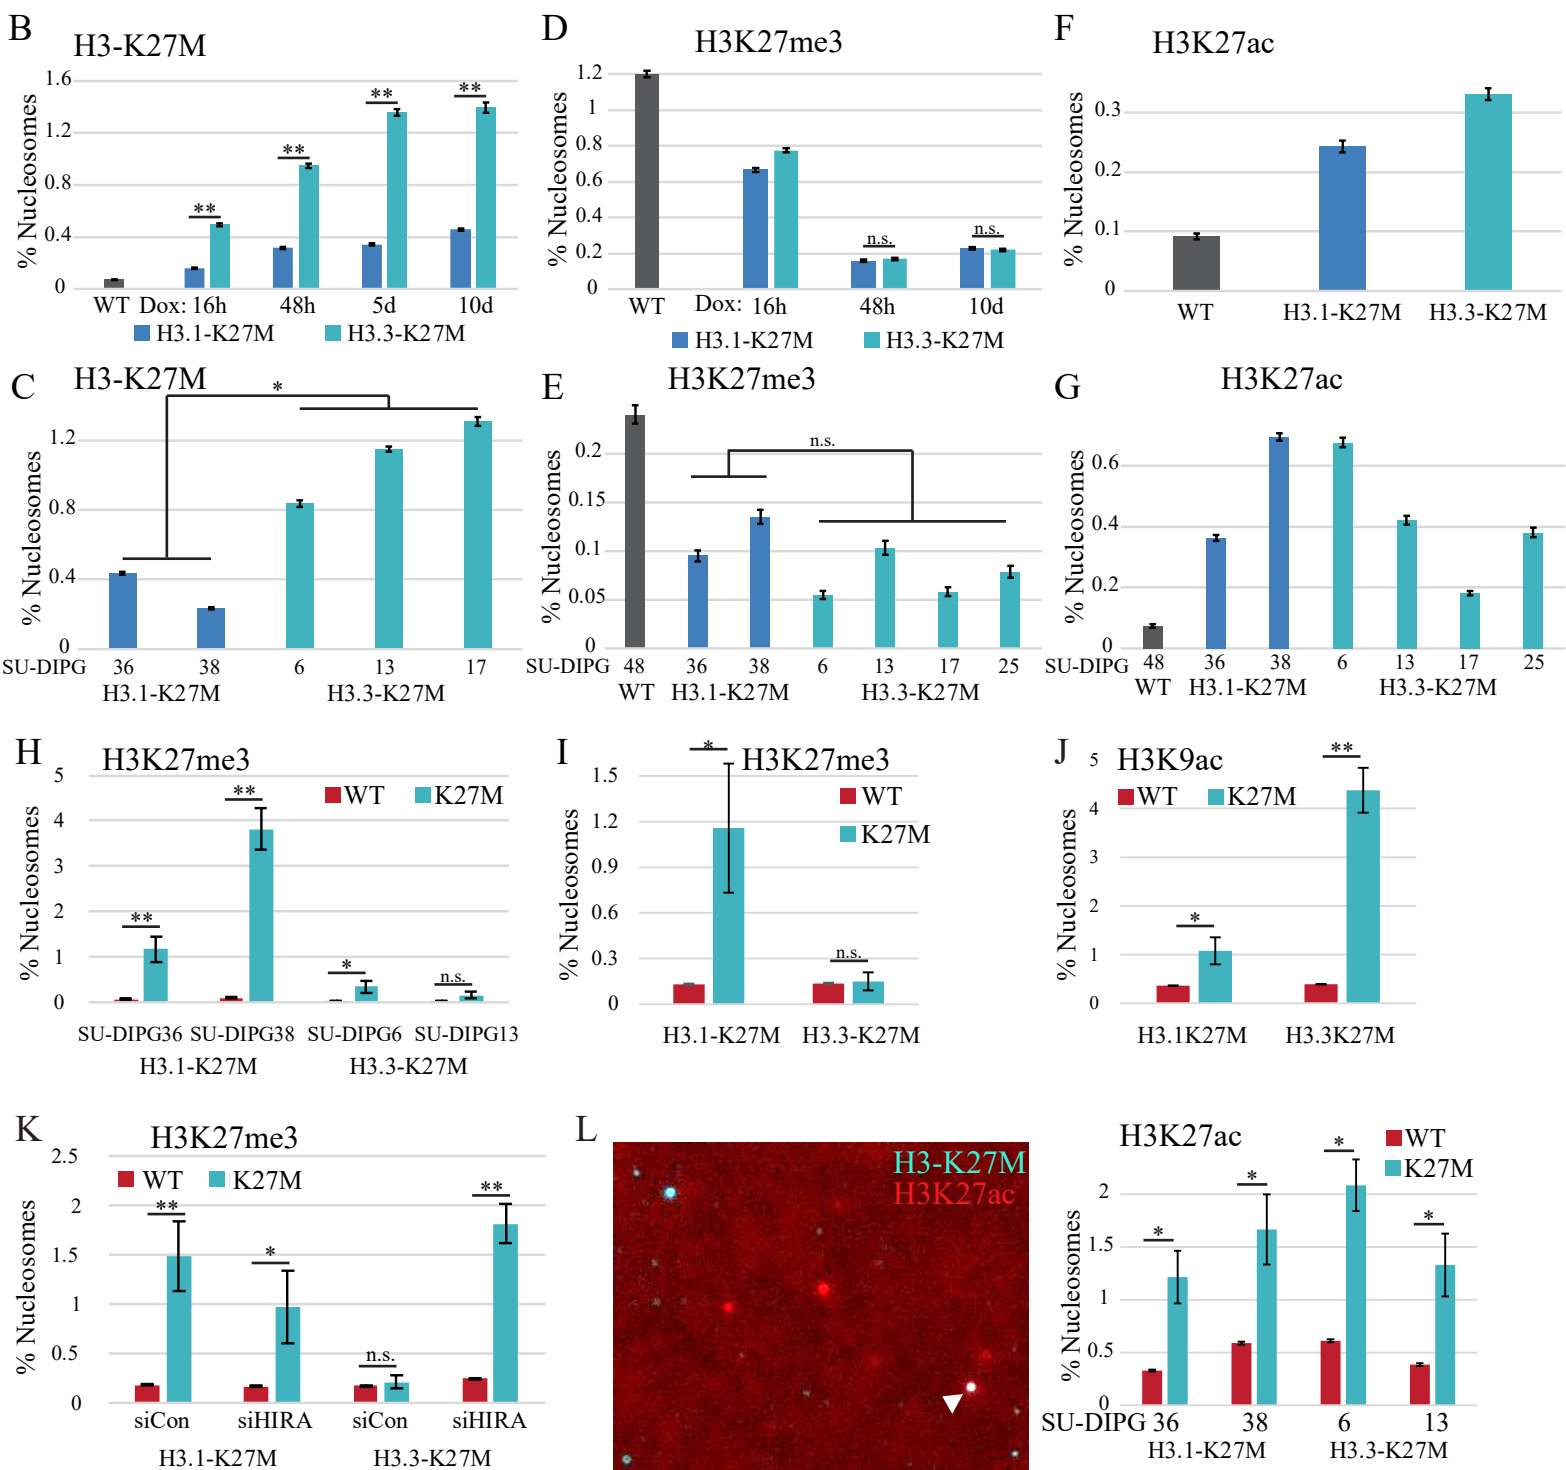 B
H3-K27M
% Nucleosomes
1.6
1.2
0.8
0.4
0
** ** ** **
WT Dox: 16h 48h 5d 10d
H3.1-K27M H3.3-K27M
D
H3K27me3
% Nucleosomes
1.2
1
0.8
0.6
0.4
0.2
0
n.s. n.s.
WT Dox: 16h 48h 10d
H3.1-K27M H3.3-K27M
F
H3K27ac
% Nucleosomes
0.3
0.2
0.1
0
WT H3.1-K27M H3.3-K27M
C
H3-K27M
% Nucleosomes
1.2
0.8
0.4
0
*
SU-DIPG 36 38 6 13 17
H3.1-K27M H3.3-K27M
E
H3K27me3
% Nucleosomes
0.2
0.15
0.1
0.05
0
n.s.
SU-DIPG 48 36 38 6 13 17 25
WT H3.1-K27M H3.3-K27M
G
H3K27ac
% Nucleosomes
0.6
0.4
0.2
0
SU-DIPG 48 36 38 6 13 17 25
WT H3.1-K27M H3.3-K27M
H
H3K27me3
% Nucleosomes
5
4
3
2
1
0
WT K27M
** ** * n.s.
SU-DIPG36 SU-DIPG38 SU-DIPG6 SU-DIPG13
H3.1-K27M H3.3-K27M
I
H3K27me3
% Nucleosomes
1.5
1.2
0.9
0.6
0.3
0
WT
K27M
* n.s.
H3.1-K27M H3.3-K27M
J
H3K9ac
% Nucleosomes
5
4
3
2
1
0
WT K27M
* **
H3.1K27M H3.3K27M
K
H3K27me3
% Nucleosomes
2.5
2
1.5
1
0.5
0
WT K27M
** * n.s. **
siCon siHIRA siCon siHIRA
H3.1-K27M H3.3-K27M
L
H3-K27M
H3K27ac
H3K27ac
% Nucleosomes
2
1.5
1
0.5
0
WT
K27M
* * * *
SU-DIPG 36 38 6 13
H3.1-K27M H3.3-K27M